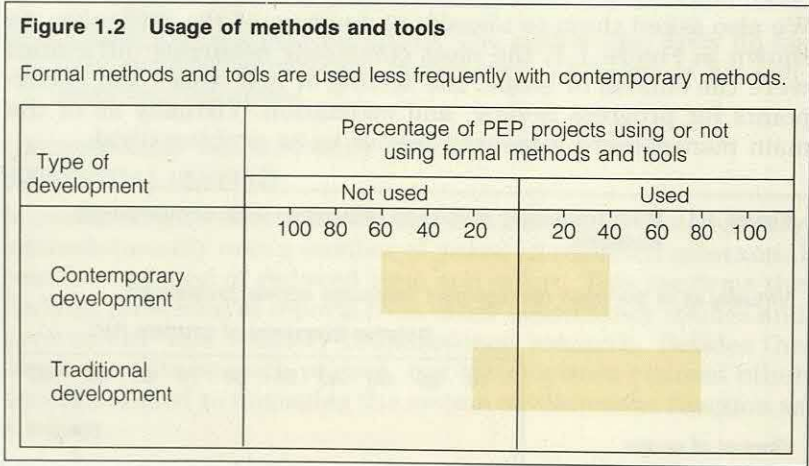 Figure 1.2 Usage of methods and tools
Formal methods and tools are used less frequently with contemporary methods.
Type of
development
Percentage of PEP projects using or not
using formal methods and tools
Not used Used
100 80 60 40 20 20 40 60 80 100
Contemporary
development
Traditional
development